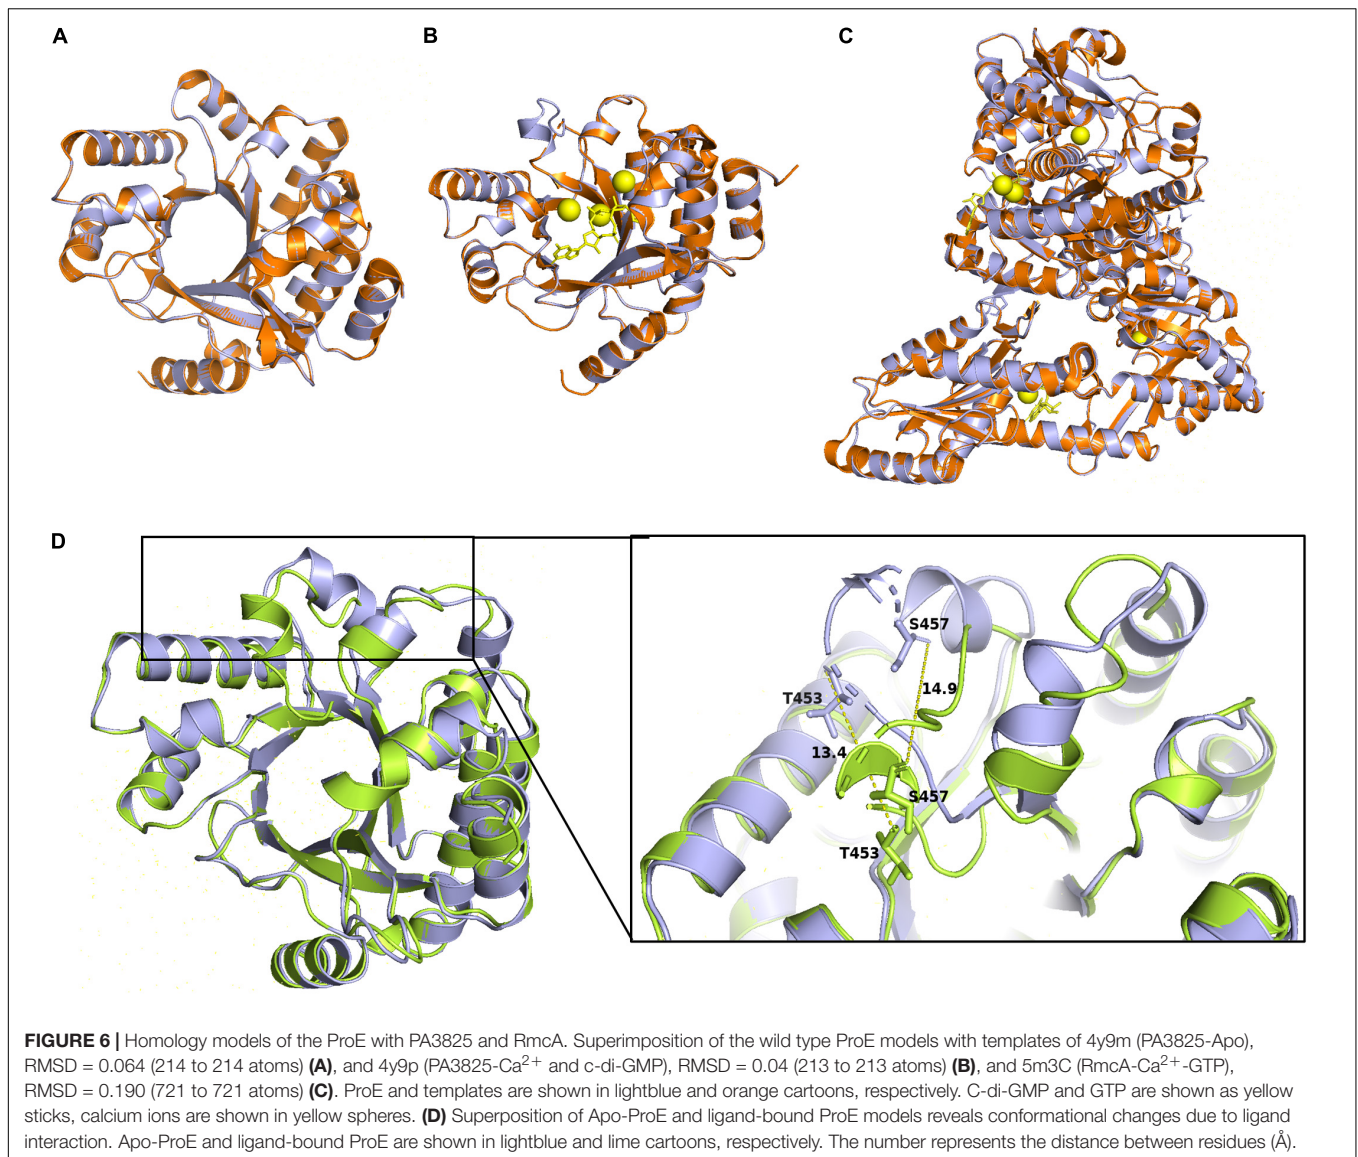 A
B
C
D
S457
14.9
T453
13.4
S457
T453
FIGURE 6 | Homology models of the ProE with PA3825 and RmcA. Superimposition of the wild type ProE models with templates of 4y9m (PA3825-Apo),
RMSD = 0.064 (214 to 214 atoms) (A), and 4y9p (PA3825-Ca²⁺ and c-di-GMP), RMSD = 0.04 (213 to 213 atoms) (B), and 5m3C (RmcA-Ca²⁺-GTP),
RMSD = 0.190 (721 to 721 atoms) (C). ProE and templates are shown in lightblue and orange cartoons, respectively. C-di-GMP and GTP are shown as yellow
sticks, calcium ions are shown in yellow spheres. (D) Superposition of Apo-ProE and ligand-bound ProE models reveals conformational changes due to ligand
interaction. Apo-ProE and ligand-bound ProE are shown in lightblue and lime cartoons, respectively. The number represents the distance between residues (Å).